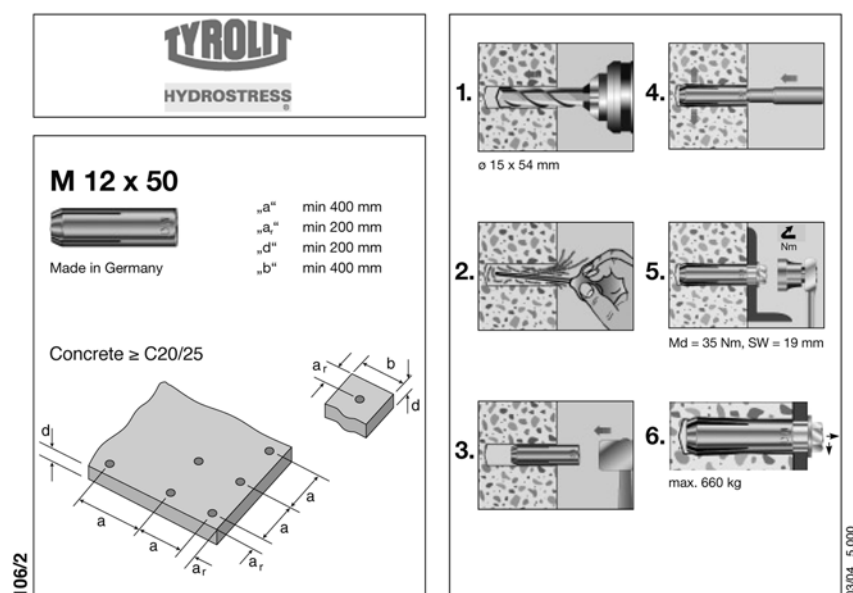 TYROLIT
HYDROSTRESS
®
M 12 x 50
Made in Germany
„a“ min 400 mm
„aᵣ“ min 200 mm
„d“ min 200 mm
„b“ min 400 mm
Concrete ≥ C20/25
aᵣ
b
d
d
a
a
aᵣ
aᵣ
a
a
106/2
1.
ø 15 x 54 mm
2.
3.
4.
5.
Nm
Md = 35 Nm, SW = 19 mm
6.
max. 660 kg
03/04 5.000